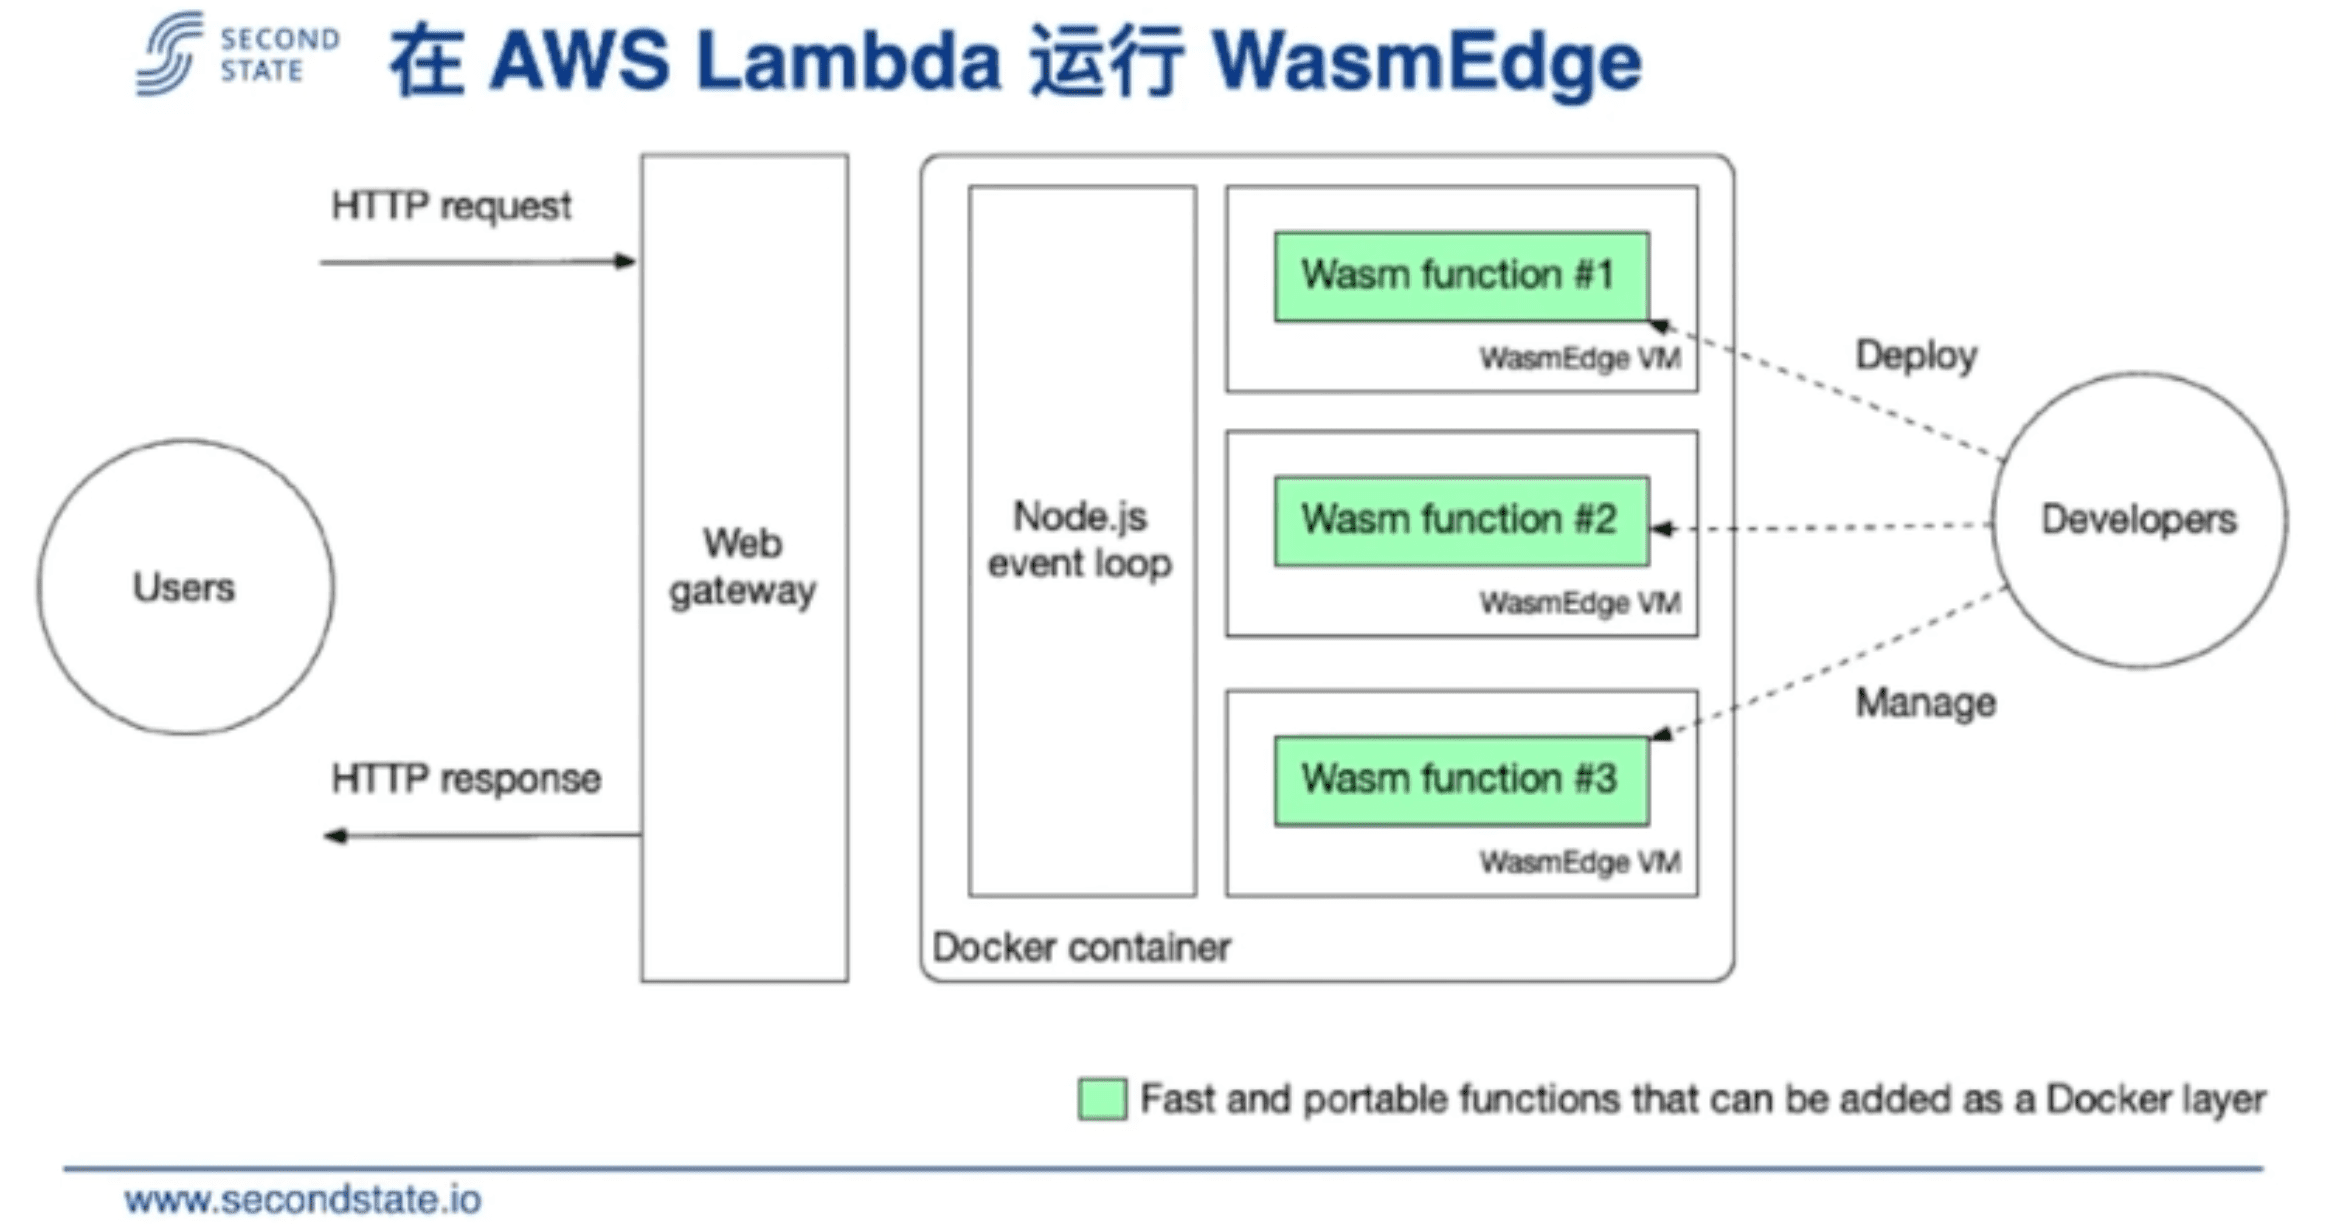 SECOND
STATE
在 AWS Lambda 运行 WasmEdge
HTTP request
Users
HTTP response
Web
gateway
Node.js
event loop
Wasm function #1
WasmEdge VM
Wasm function #2
WasmEdge VM
Wasm function #3
WasmEdge VM
Docker container
Deploy
Developers
Manage
Fast and portable functions that can be added as a Docker layer
www.secondstate.io